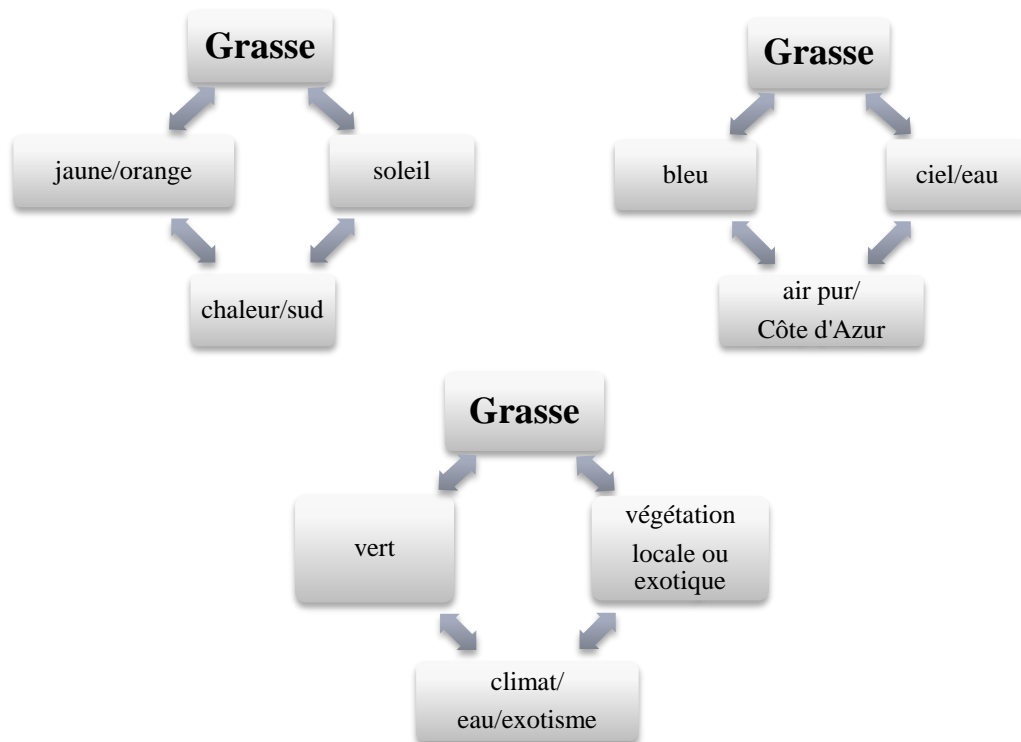 Grasse
jaune/orange
soleil
chaleur/sud
Grasse
bleu
ciel/eau
air pur/
Côte d'Azur
Grasse
vert
végétation
locale ou
exotique
climat/
eau/exotisme